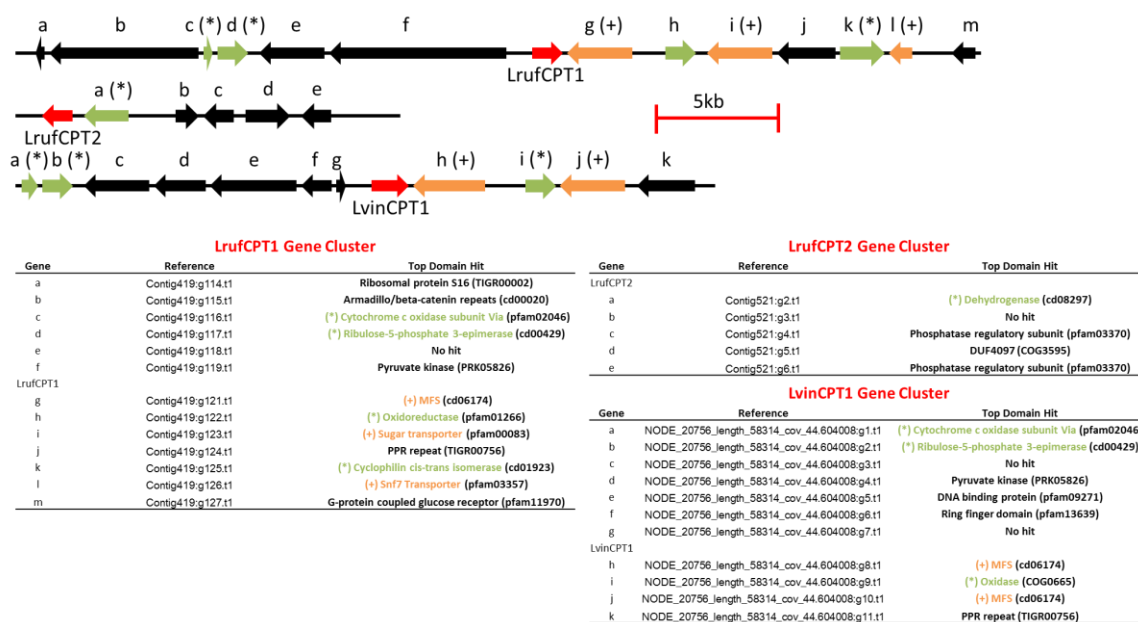 a b c (*) d (*) e f g (+) h i (+) j k (*) l (+) m
LrufCPT1
a (*) b c d e 5kb
LrufCPT2
a (*) b (*) c d e f g h (+) i (*) j (+) k
LvinCPT1
LrufCPT1 Gene Cluster
Gene Reference Top Domain Hit
a Contig419:g114.t1 Ribosomal protein S16 (TIGR00002)
b Contig419:g115.t1 Armadillo/beta-catenin repeats (cd00020)
c Contig419:g116.t1 (*) Cytochrome c oxidase subunit Via (pfam02046)
d Contig419:g117.t1 (*) Ribulose-5-phosphate 3-epimerase (cd00429)
e Contig419:g118.t1 No hit
f Contig419:g119.t1 Pyruvate kinase (PRK05826)
LrufCPT1
g Contig419:g121.t1 (+) MFS (cd06174)
h Contig419:g122.t1 (*) Oxidoreductase (pfam01266)
i Contig419:g123.t1 (+) Sugar transporter (pfam00083)
j Contig419:g124.t1 PPR repeat (TIGR00756)
k Contig419:g125.t1 (*) Cyclophilin cis-trans isomerase (cd01923)
l Contig419:g126.t1 (+) Snf7 Transporter (pfam03357)
m Contig419:g127.t1 G-protein coupled glucose receptor (pfam11970)
LrufCPT2 Gene Cluster
Gene Reference Top Domain Hit
LrufCPT2
a Contig521:g2.t1 (*) Dehydrogenase (cd08297)
b Contig521:g3.t1 No hit
c Contig521:g4.t1 Phosphatase regulatory subunit (pfam03370)
d Contig521:g5.t1 DUF4097 (COG3595)
e Contig521:g6.t1 Phosphatase regulatory subunit (pfam03370)
LvinCPT1 Gene Cluster
Gene Reference Top Domain Hit
a NODE_20756_length_58314_cov_44.604008:g1.t1 (*) Cytochrome c oxidase subunit Via (pfam02046)
b NODE_20756_length_58314_cov_44.604008:g2.t1 (*) Ribulose-5-phosphate 3-epimerase (cd00429)
c NODE_20756_length_58314_cov_44.604008:g3.t1 No hit
d NODE_20756_length_58314_cov_44.604008:g4.t1 Pyruvate kinase (PRK05826)
e NODE_20756_length_58314_cov_44.604008:g5.t1 DNA binding protein (pfam09271)
f NODE_20756_length_58314_cov_44.604008:g6.t1 Ring finger domain (pfam13639)
g NODE_20756_length_58314_cov_44.604008:g7.t1 No hit
LvinCPT1
h NODE_20756_length_58314_cov_44.604008:g8.t1 (+) MFS (cd06174)
i NODE_20756_length_58314_cov_44.604008:g9.t1 (*) Oxidase (COG0665)
j NODE_20756_length_58314_cov_44.604008:g10.t1 (+) MFS (cd06174)
k NODE_20756_length_58314_cov_44.604008:g11.t1 PPR repeat (TIGR00756)